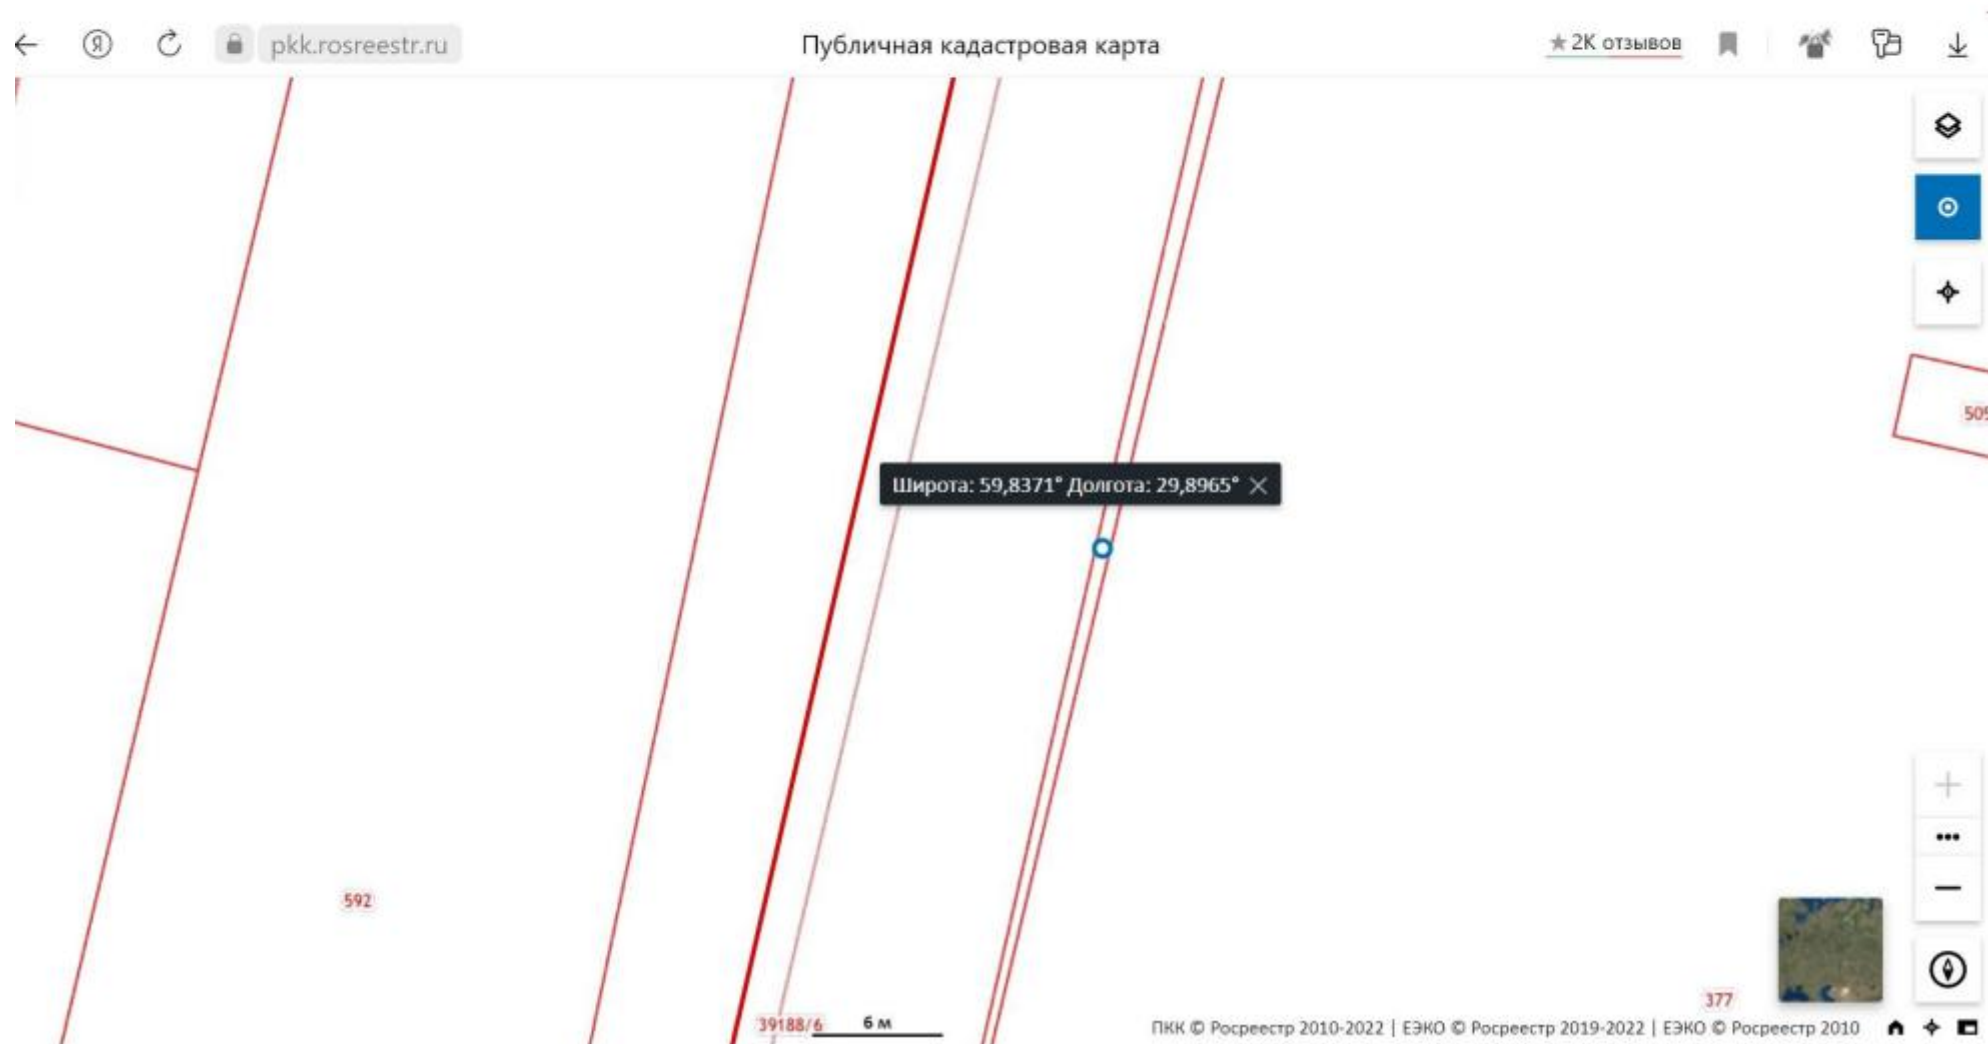 pkk.rosreestr.ru
Публичная кадастровая карта
2К отзывов
Широта: 59,8371° Долгота: 29,8965°
592
39188/6
6 м
377
ПКК © Росреестр 2010-2022 | ЕЭКО © Росреестр 2019-2022 | ЕЭКО © Росреестр 2010